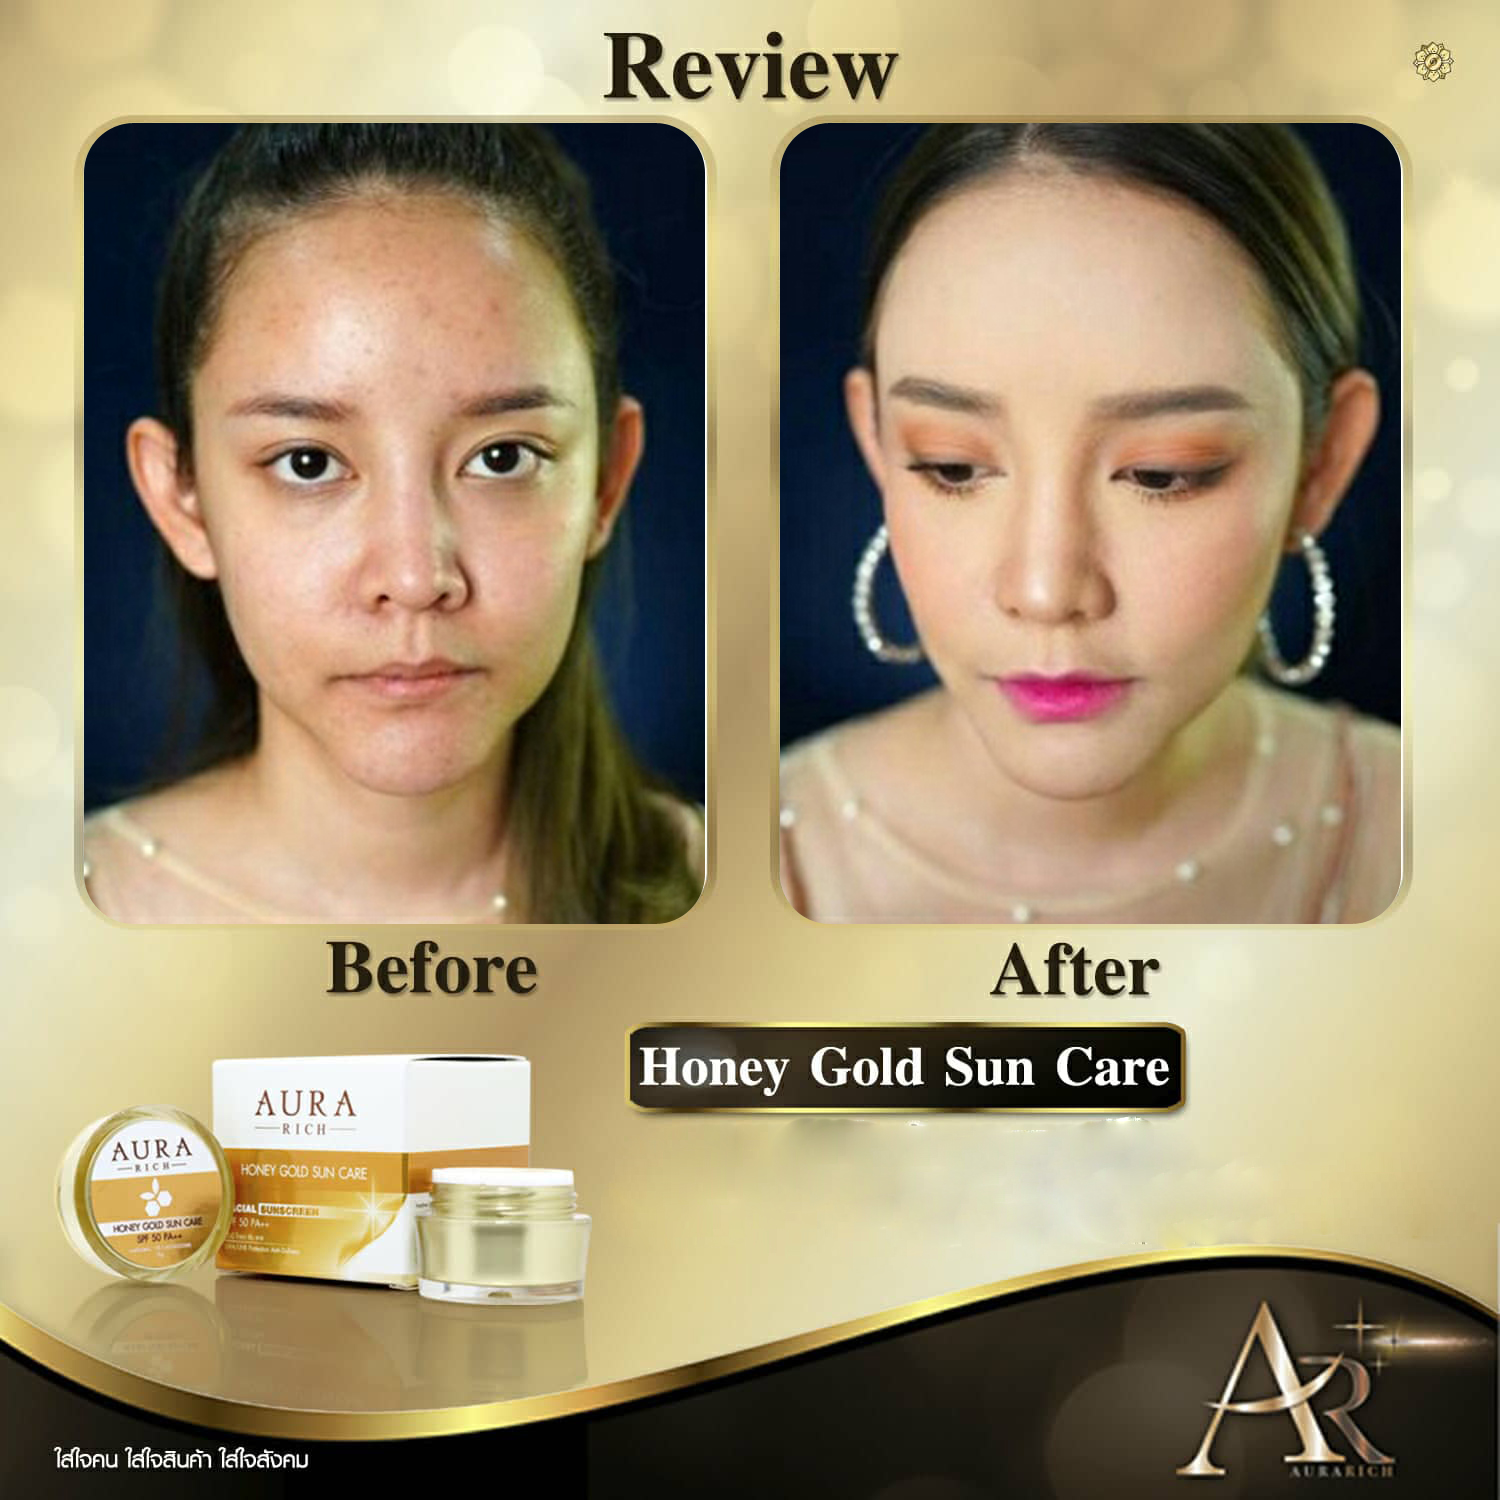 Review
Before
After
Honey Gold Sun Care
AURA
RICH
HONEY GOLD SUN CARE
SUNSCREEN
50 PA++
AURA
RICH
HONEY GOLD SUN CARE
SPF 50 PA++
AR
AURARICH
ใส่ใจคน ใส่ใจสินค้า ใส่ใจสังคม